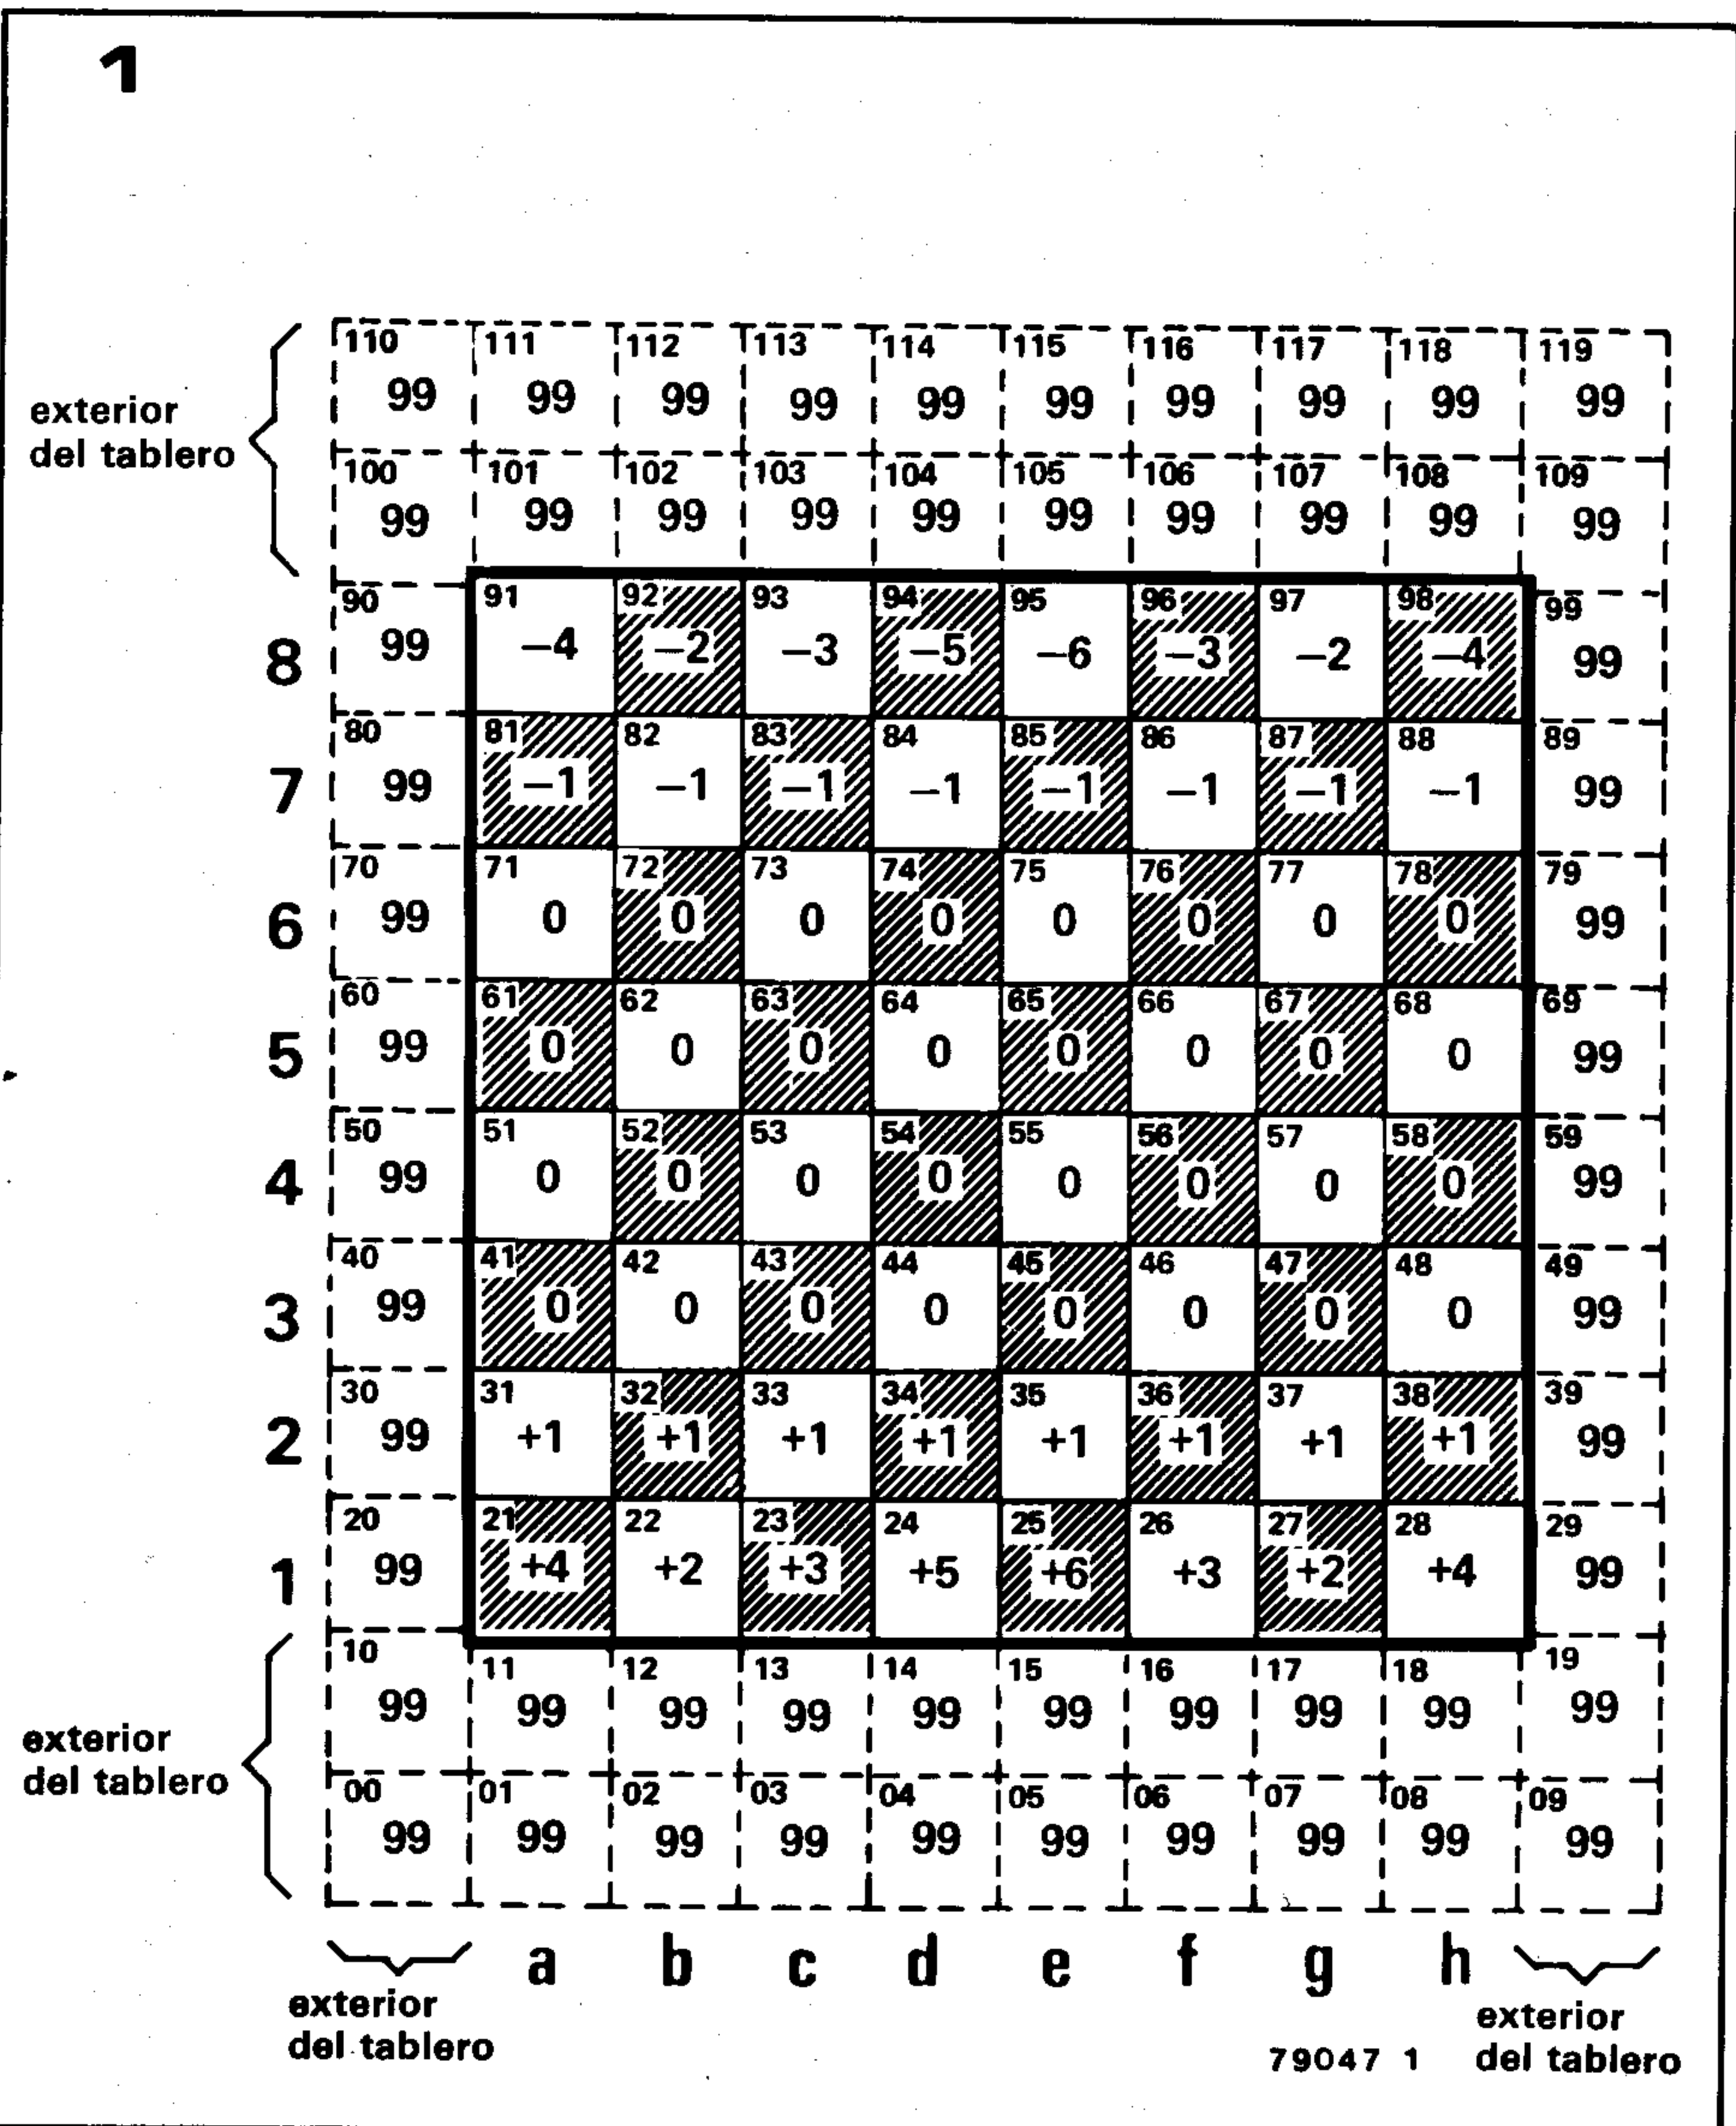 1
110 111 112 113 114 115 116 117 118 119
99 99 99 99 99 99 99 99 99 99
exterior
del tablero
100 101 102 103 104 105 106 107 108 109
99 99 99 99 99 99 99 99 99 99
90 91 92 93 94 95 96 97 98 99
8 99 −4 −2 −3 −5 −6 −3 −2 −4 99
80 81 82 83 84 85 86 87 88 89
7 99 −1 −1 −1 −1 −1 −1 −1 −1 99
70 71 72 73 74 75 76 77 78 79
6 99 0 0 0 0 0 0 0 0 99
60 61 62 63 64 65 66 67 68 69
5 99 0 0 0 0 0 0 0 0 99
50 51 52 53 54 55 56 57 58 59
4 99 0 0 0 0 0 0 0 0 99
40 41 42 43 44 45 46 47 48 49
3 99 0 0 0 0 0 0 0 0 99
30 31 32 33 34 35 36 37 38 39
2 99 +1 +1 +1 +1 +1 +1 +1 +1 99
20 21 22 23 24 25 26 27 28 29
1 99 +4 +2 +3 +5 +6 +3 +2 +4 99
10 11 12 13 14 15 16 17 18 19
99 99 99 99 99 99 99 99 99 99
exterior
del tablero
00 01 02 03 04 05 06 07 08 09
99 99 99 99 99 99 99 99 99 99
a b c d e f g h
exterior
del tablero
exterior
del tablero
79047 1